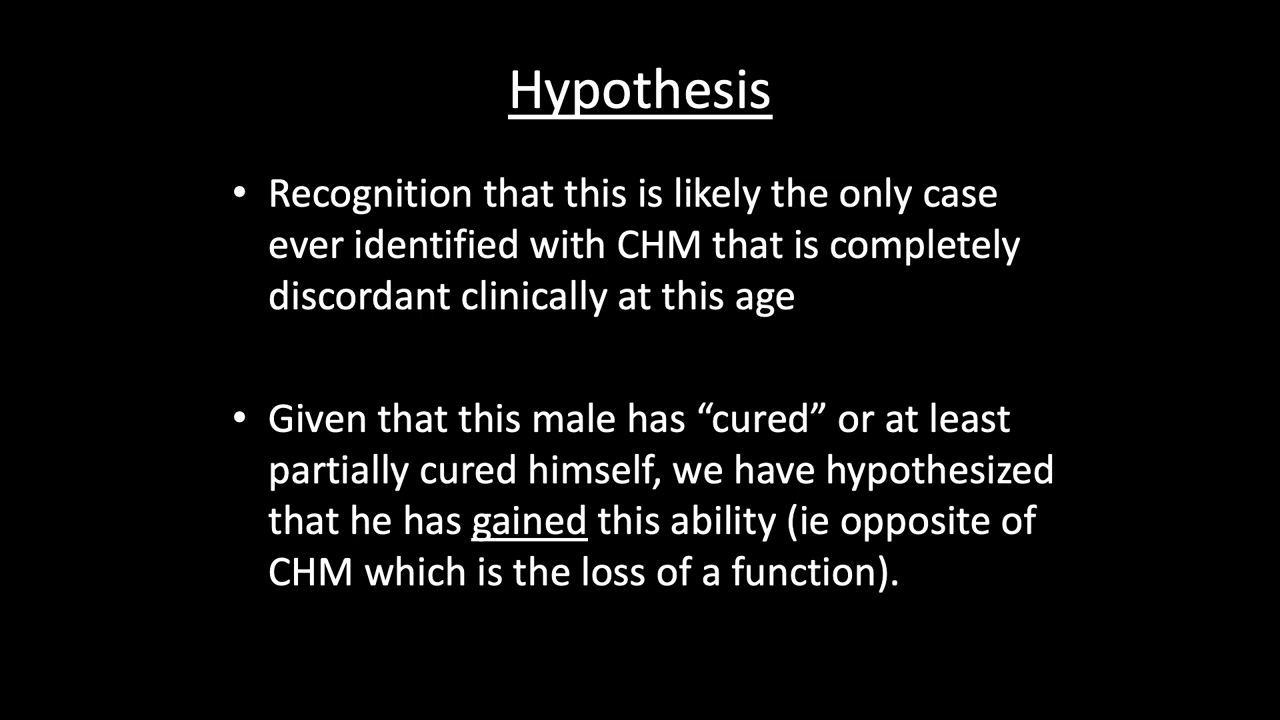 Hypothesis
• Recognition that this is likely the only case
ever identified with CHM that is completely
discordant clinically at this age
• Given that this male has “cured” or at least
partially cured himself, we have hypothesized
that he has gained this ability (ie opposite of
CHM which is the loss of a function).